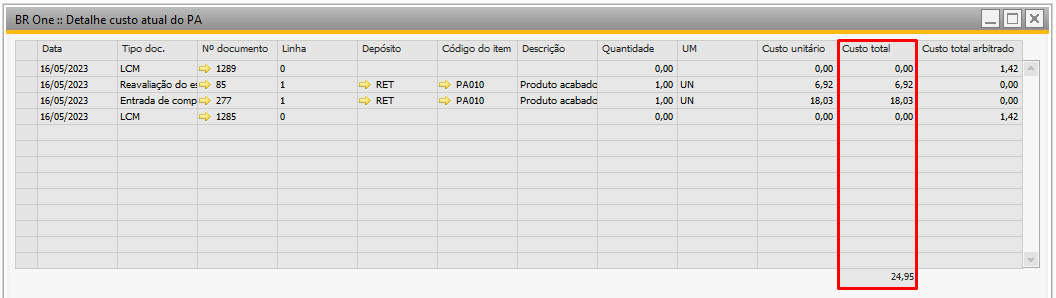 BR One :: Detalhe custo atual do PA
Data Tipo doc. Nº documento Linha Depósito Código do item Descrição Quantidade UM Custo unitário Custo total Custo total arbitrado
16/05/2023 LCM 1289 0 0,00 0,00 0,00 1,42
16/05/2023 Reavaliação do es 85 1 RET PA010 Produto acabado 1,00 UN 6,92 6,92 0,00
16/05/2023 Entrada de comp 277 1 RET PA010 Produto acabado 1,00 UN 18,03 18,03 0,00
16/05/2023 LCM 1285 0 0,00 0,00 0,00 1,42
24,95